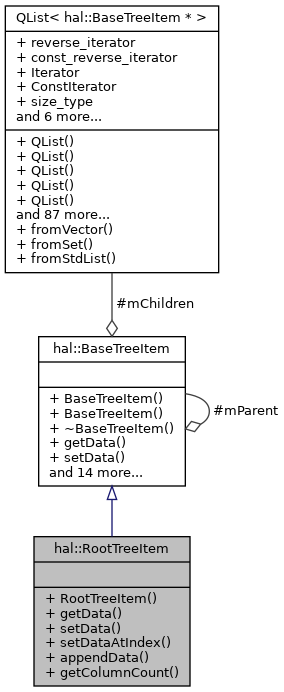 QList< hal::BaseTreeItem * >
+ reverse_iterator
+ const_reverse_iterator
+ Iterator
+ ConstIterator
+ size_type
and 6 more...
+ QList()
+ QList()
+ QList()
+ QList()
+ QList()
and 87 more...
+ fromVector()
+ fromSet()
+ fromStdList()
#mChildren
hal::BaseTreeItem
+ BaseTreeItem()
+ BaseTreeItem()
+ ~BaseTreeItem()
+ getData()
+ setData()
and 14 more...
#mParent
hal::RootTreeItem
+ RootTreeItem()
+ getData()
+ setData()
+ setDataAtIndex()
+ appendData()
+ getColumnCount()